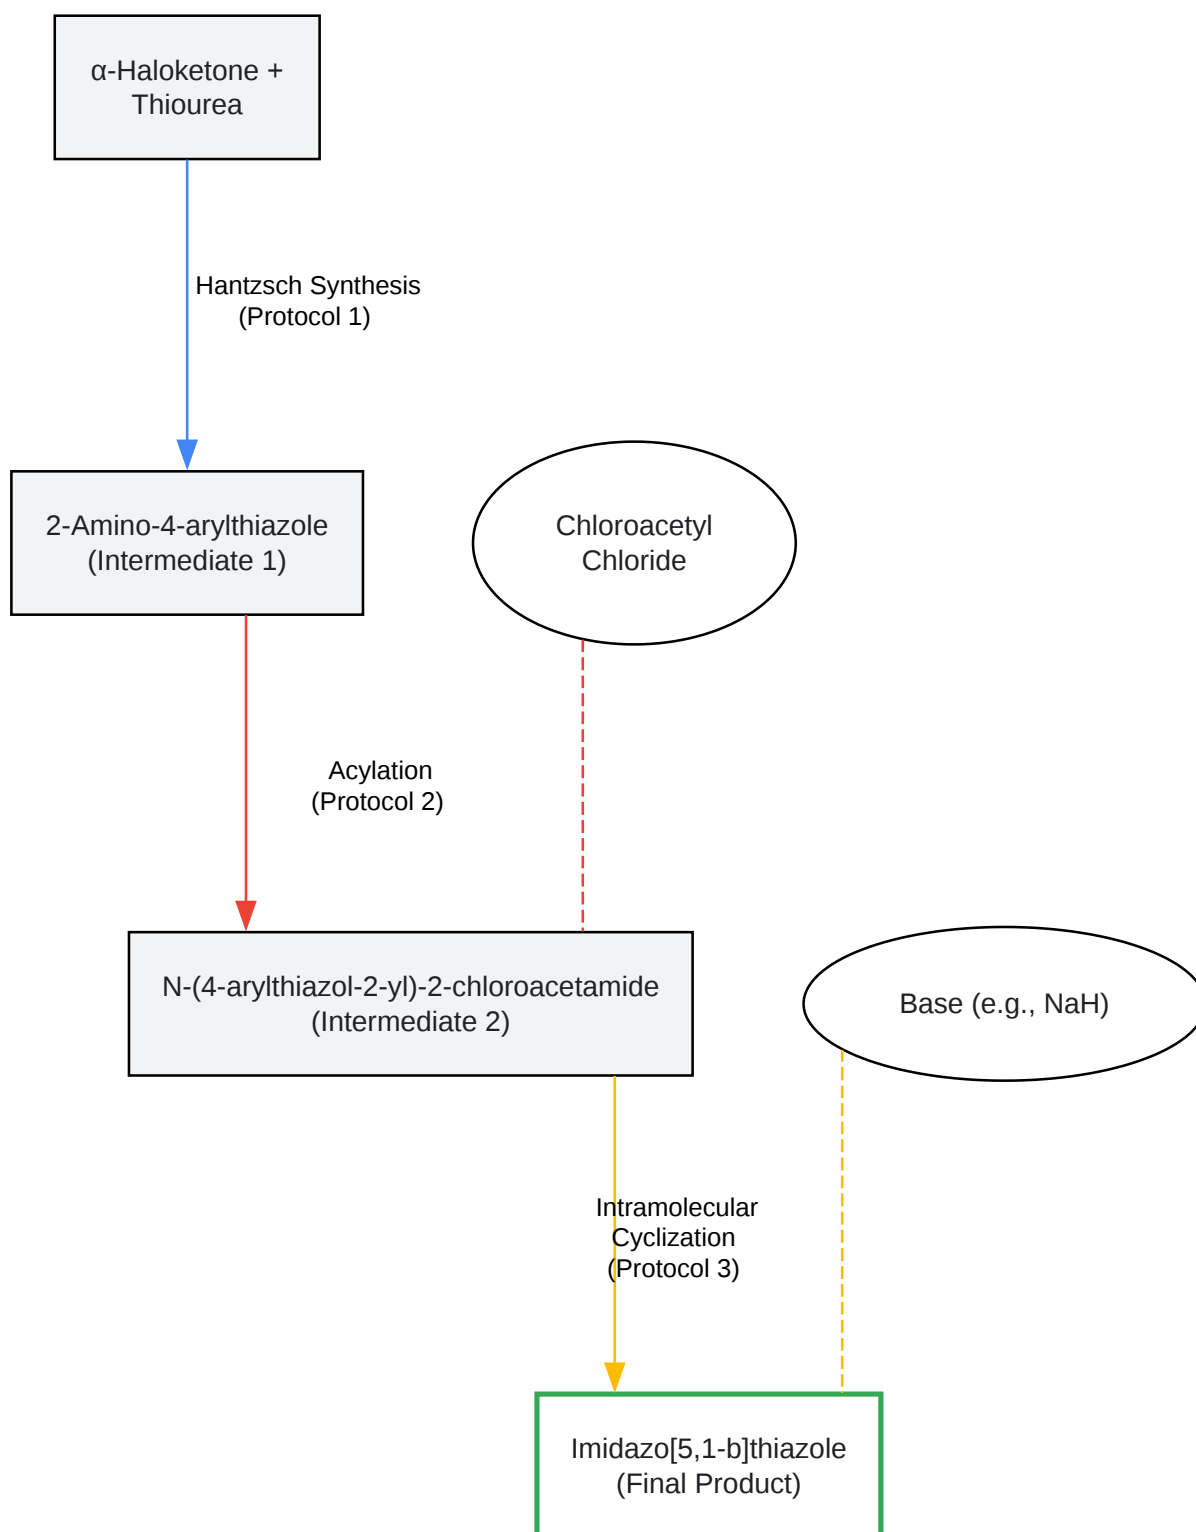 α-Haloketone +
Thiourea
Hantzsch Synthesis
(Protocol 1)
2-Amino-4-arylthiazole
(Intermediate 1)
Chloroacetyl
Chloride
Acylation
(Protocol 2)
N-(4-arylthiazol-2-yl)-2-chloroacetamide
(Intermediate 2)
Base (e.g., NaH)
Intramolecular
Cyclization
(Protocol 3)
Imidazo[5,1-b]thiazole
(Final Product)